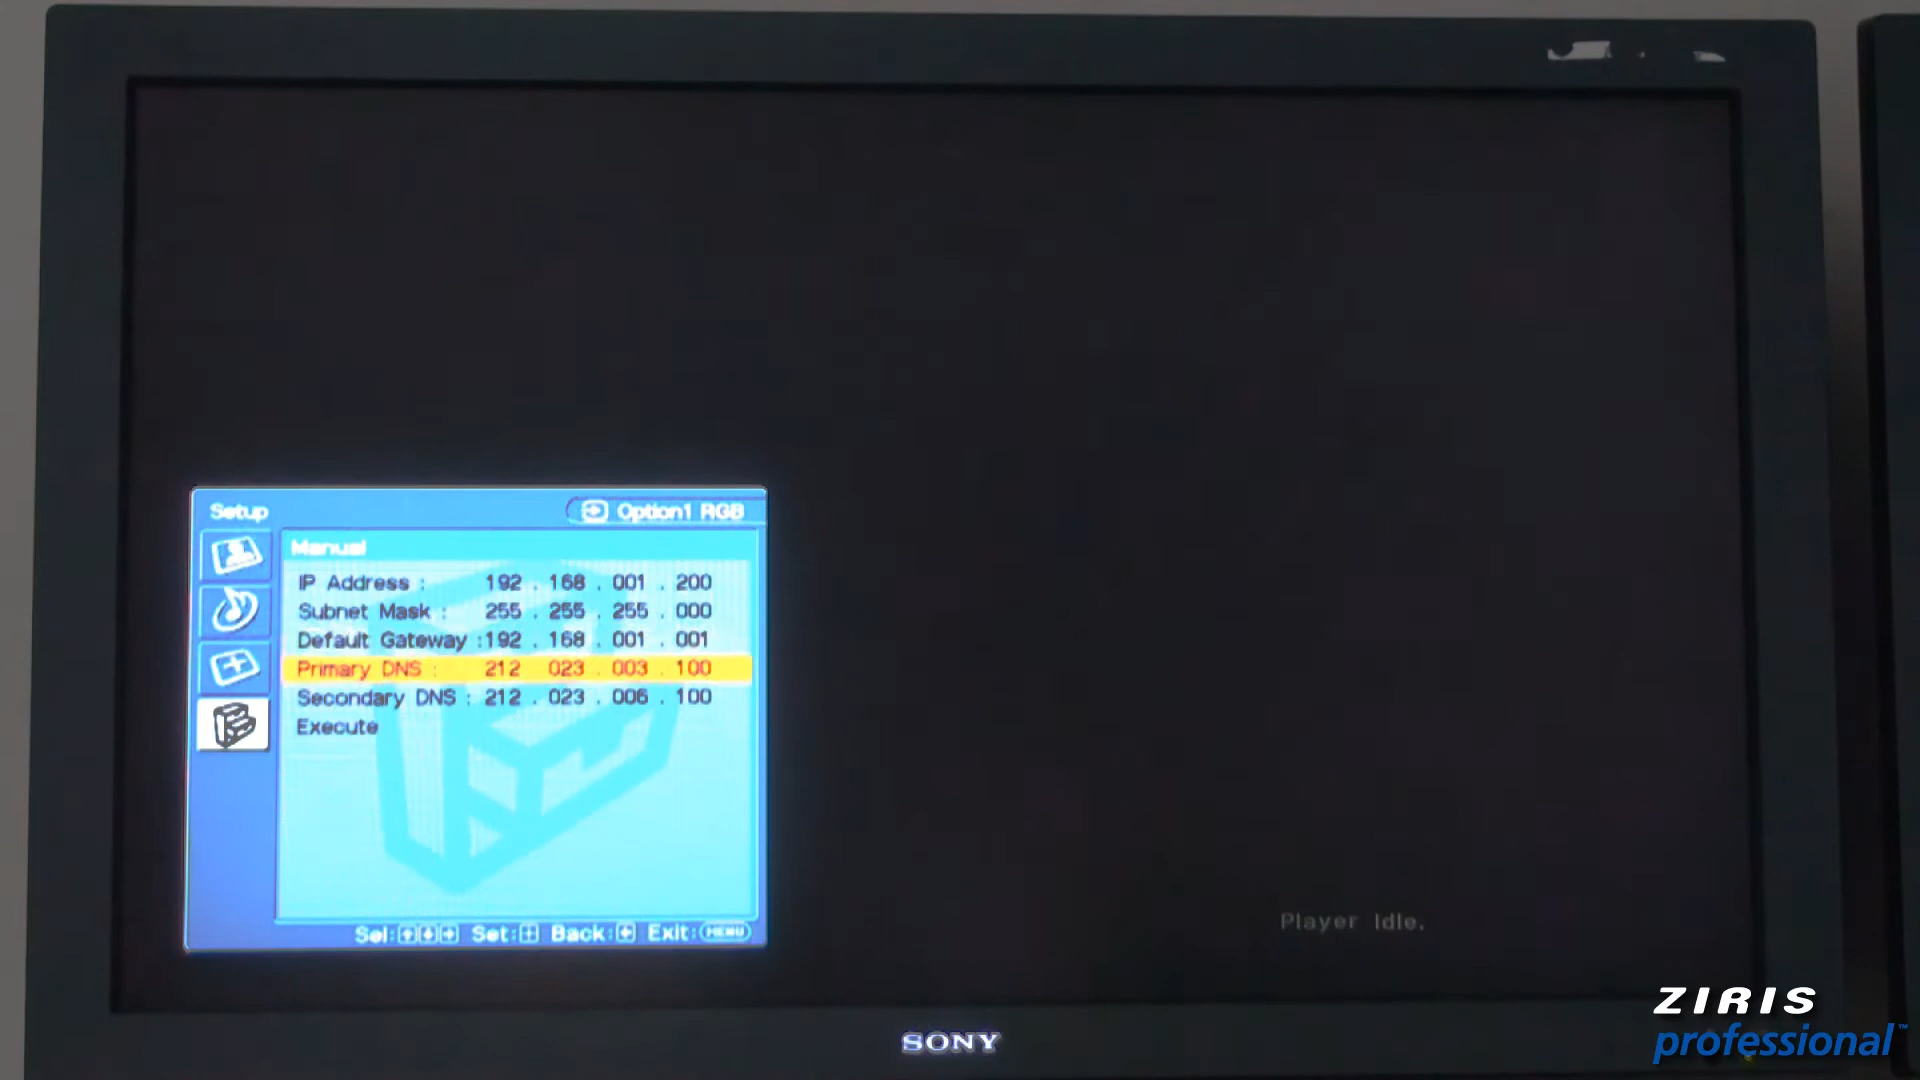 Setup
Option1 RGB
Manual
IP Address : 192 . 168 . 001 . 200
Subnet Mask : 255 . 255 . 255 . 000
Default Gateway :192 . 168 . 001 . 001
Primary DNS : 212 023 . 003 . 100
Secondary DNS : 212 . 023 . 006 . 100
Execute
Sel: Set: Back: Exit: MENU
Player Idle.
SONY
ZIRIS
professional™